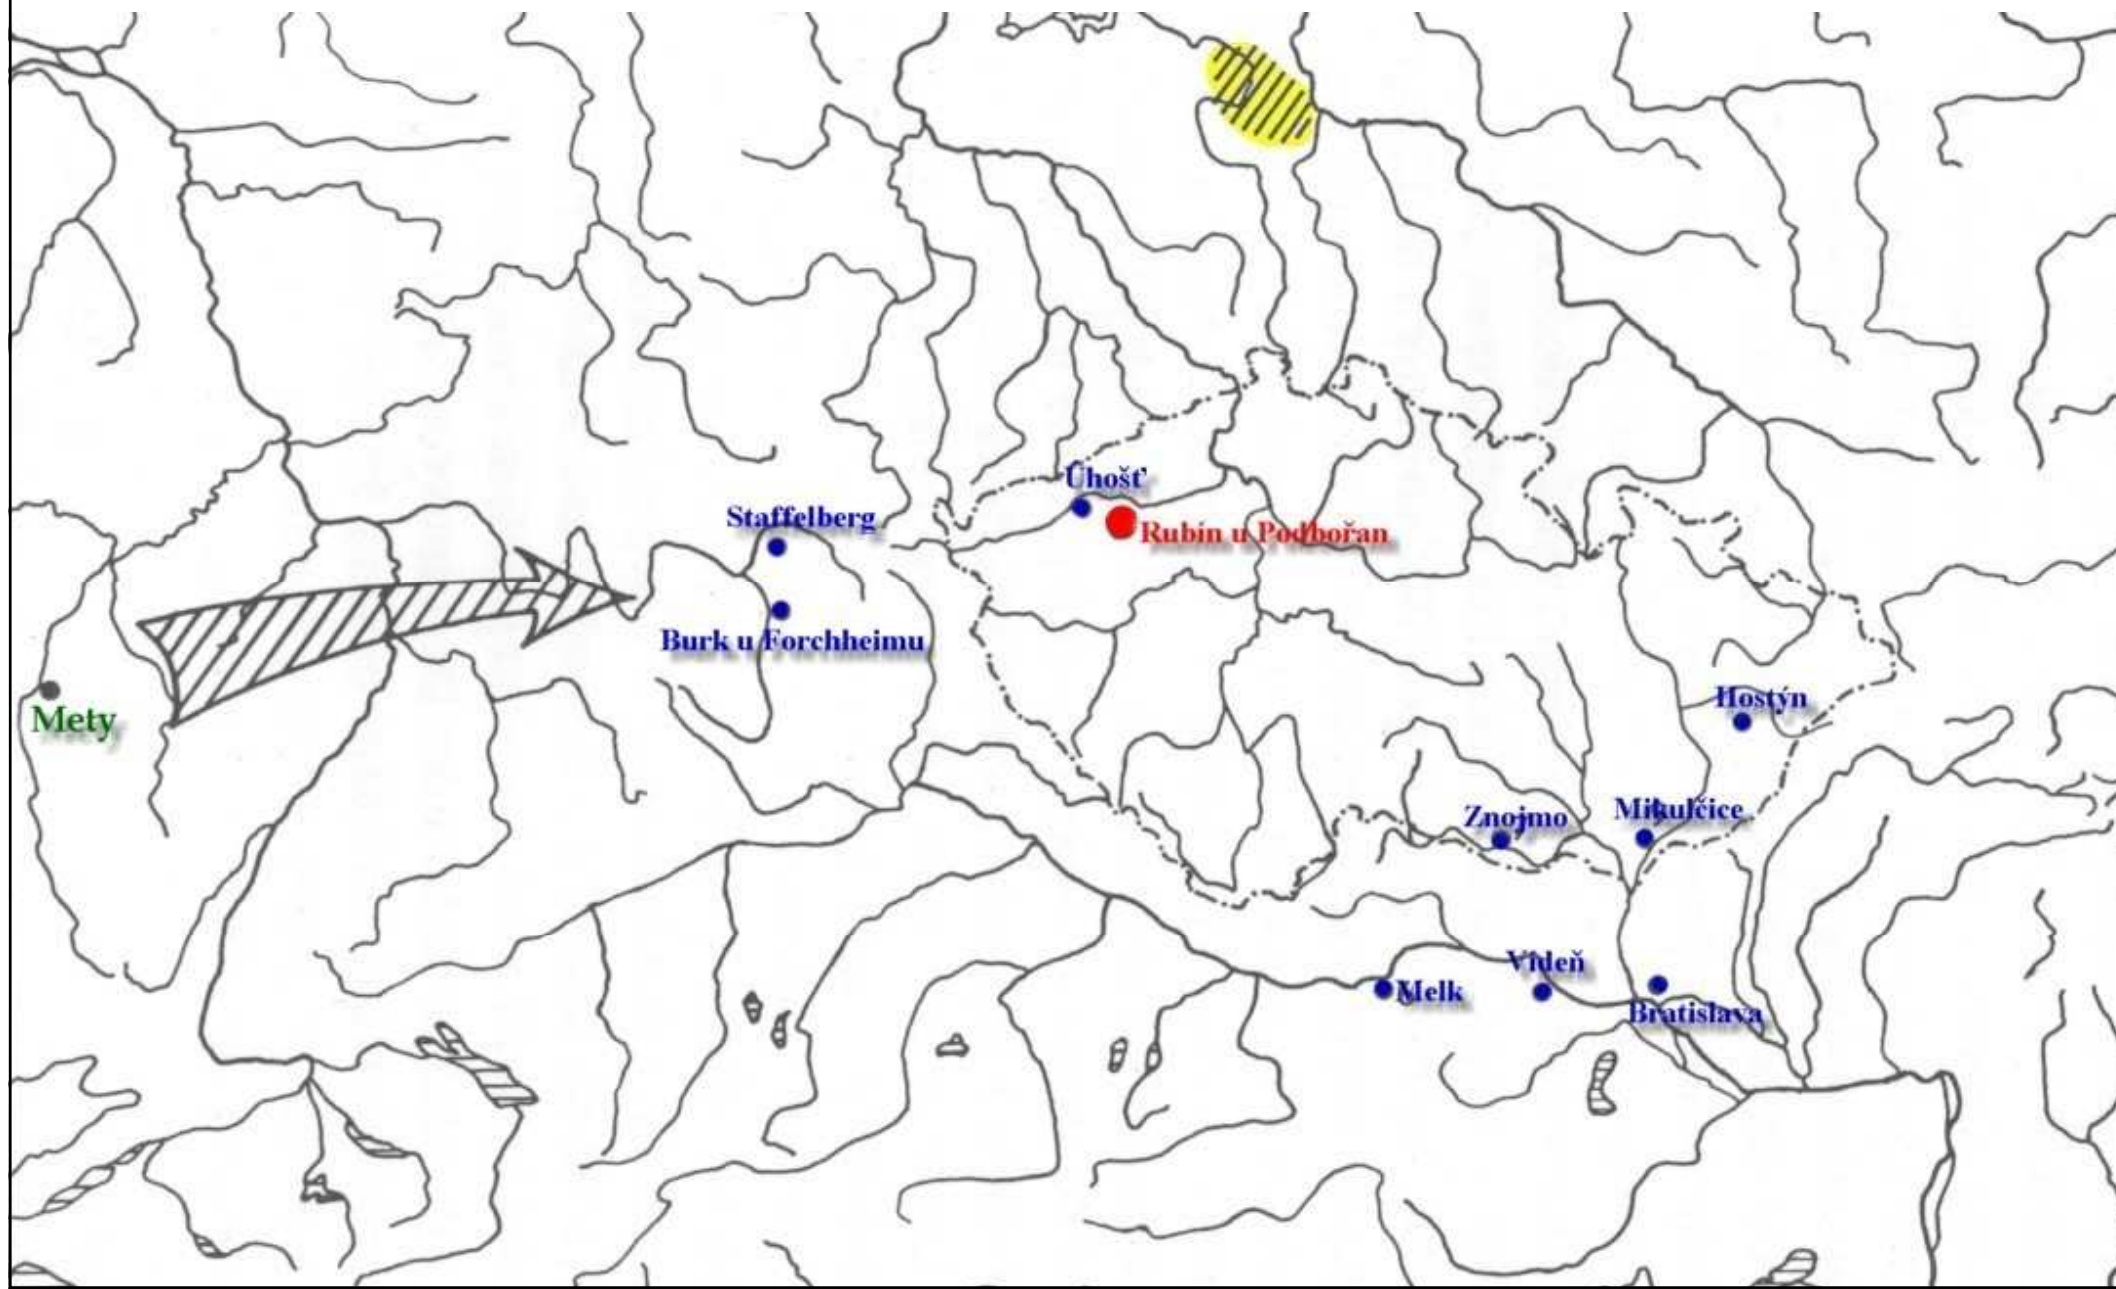 Úhošť
Staffelberg
Rubín u Podbořan
Burk u Forchheimu
Mety
Hostýn
Znojmo
Mikulčice
Vídeň
Melk
Bratislava